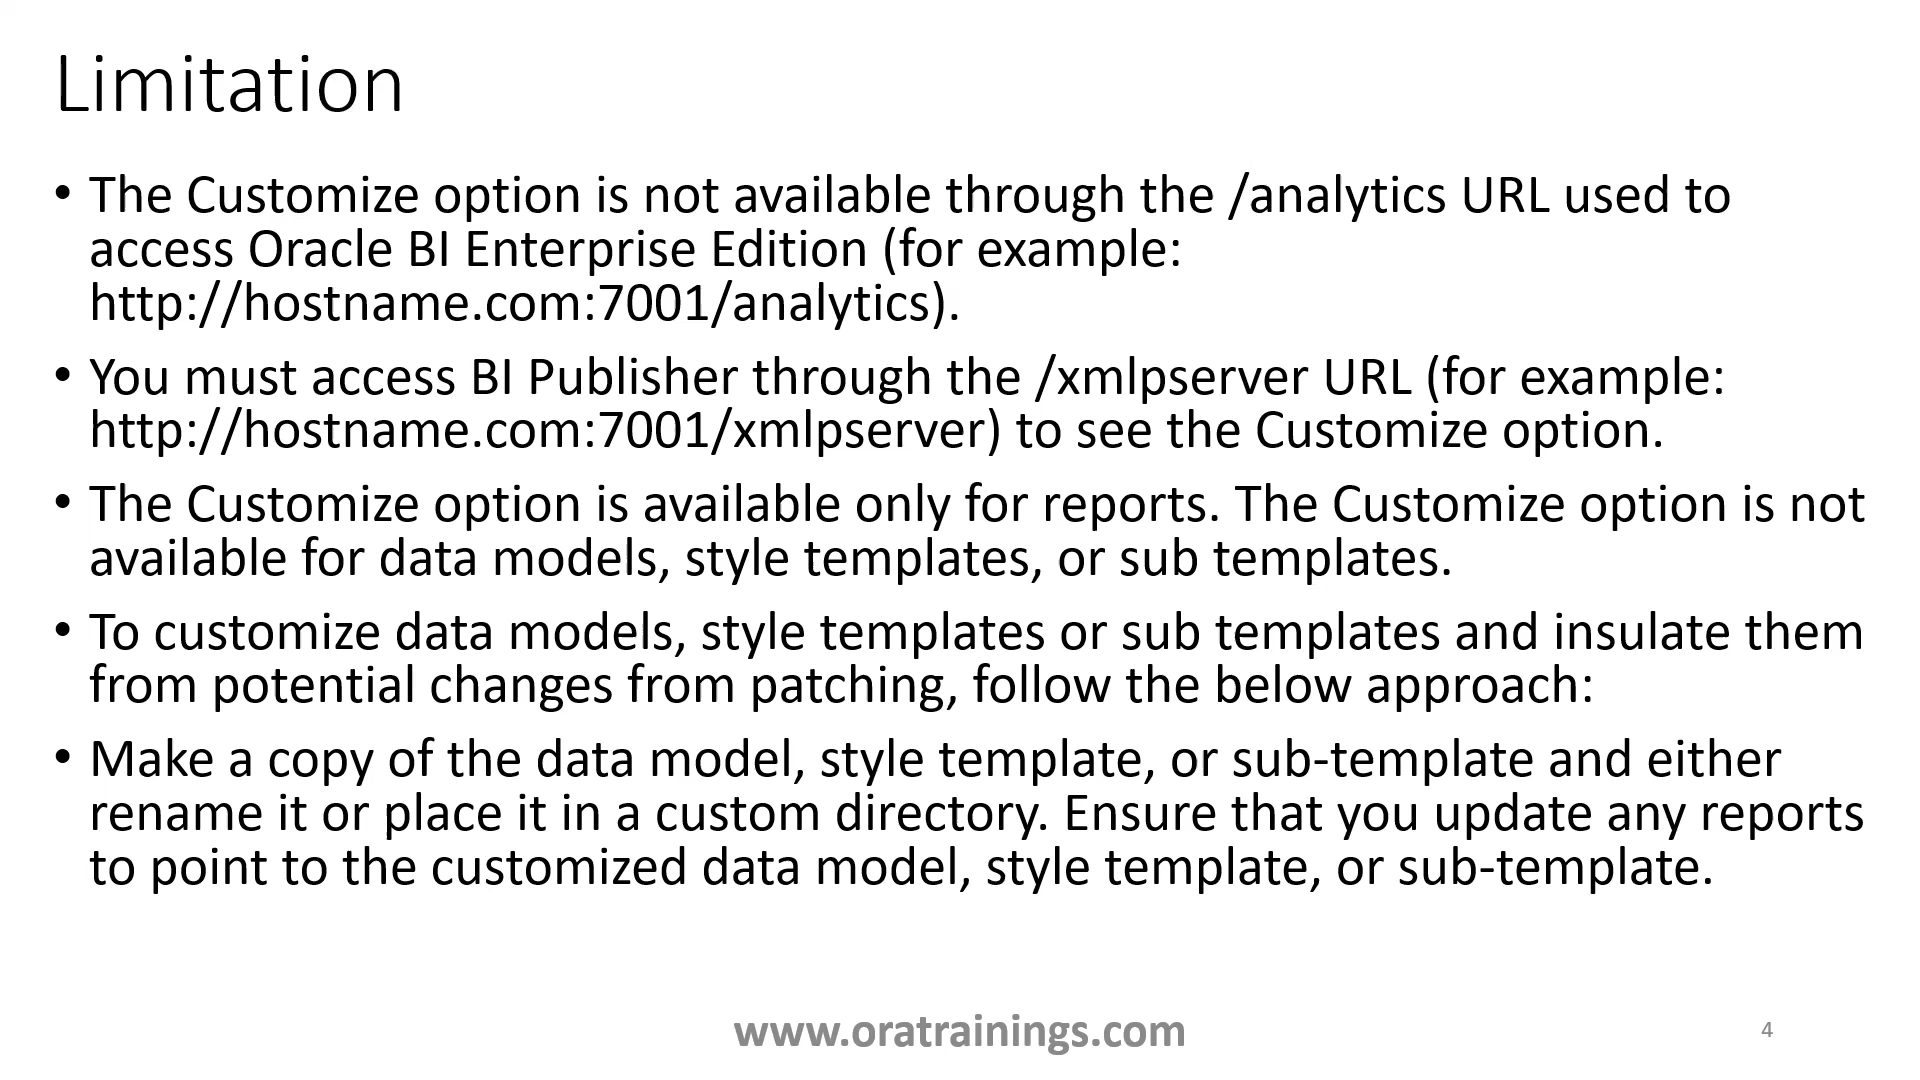 Limitation
• The Customize option is not available through the /analytics URL used to
access Oracle BI Enterprise Edition (for example:
http://hostname.com:7001/analytics).
• You must access BI Publisher through the /xmlpserver URL (for example:
http://hostname.com:7001/xmlpserver) to see the Customize option.
• The Customize option is available only for reports. The Customize option is not
available for data models, style templates, or sub templates.
• To customize data models, style templates or sub templates and insulate them
from potential changes from patching, follow the below approach:
• Make a copy of the data model, style template, or sub-template and either
rename it or place it in a custom directory. Ensure that you update any reports
to point to the customized data model, style template, or sub-template.
www.oratrainings.com
4